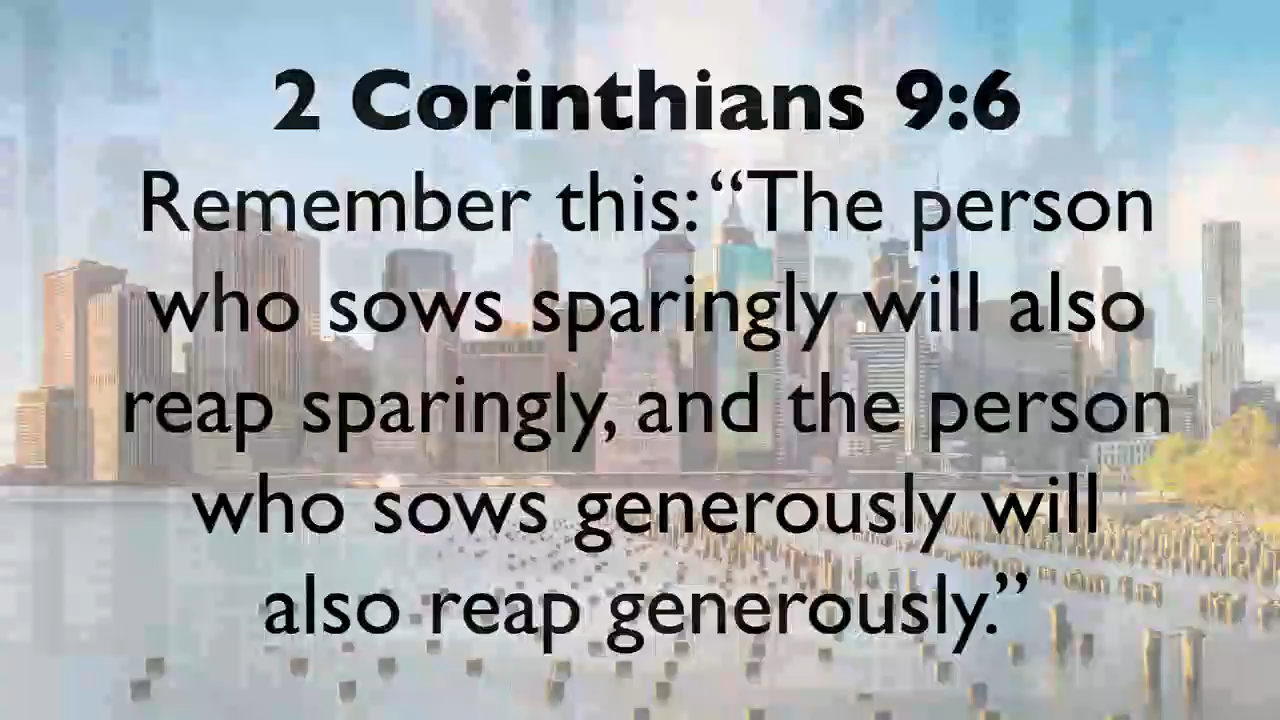 2 Corinthians 9:6
Remember this: “The person
who sows sparingly will also
reap sparingly, and the person
who sows generously will
also reap generously.”